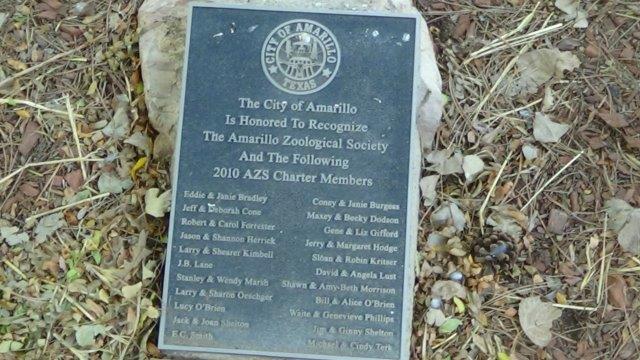 CITY OF AMARILLO
TEXAS
The City of Amarillo
Is Honored To Recognize
The Amarillo Zoological Society
And The Following
2010 AZS Charter Members
Eddie & Janie Bradley
Jeff & Deborah Cone
Robert & Carol Forrester
Jason & Shannon Herrick
Larry & Shearer Kimbell
J.B. Lane
Stanley & Wendy Marsh
Larry & Sharon Oeschger
Lucy O'Brien
Jack & Joan Shelton
E.C. Smith
Coney & Janie Burgess
Maxey & Becky Dodson
Gene & Liz Gifford
Jerry & Margaret Hodge
Sloan & Robin Kritser
David & Angela Lust
Shawn & Amy-Beth Morrison
Bill & Alice O'Brien
Waite & Genevieve Phillips
Jim & Ginny Shelton
Michael & Cindy Terk